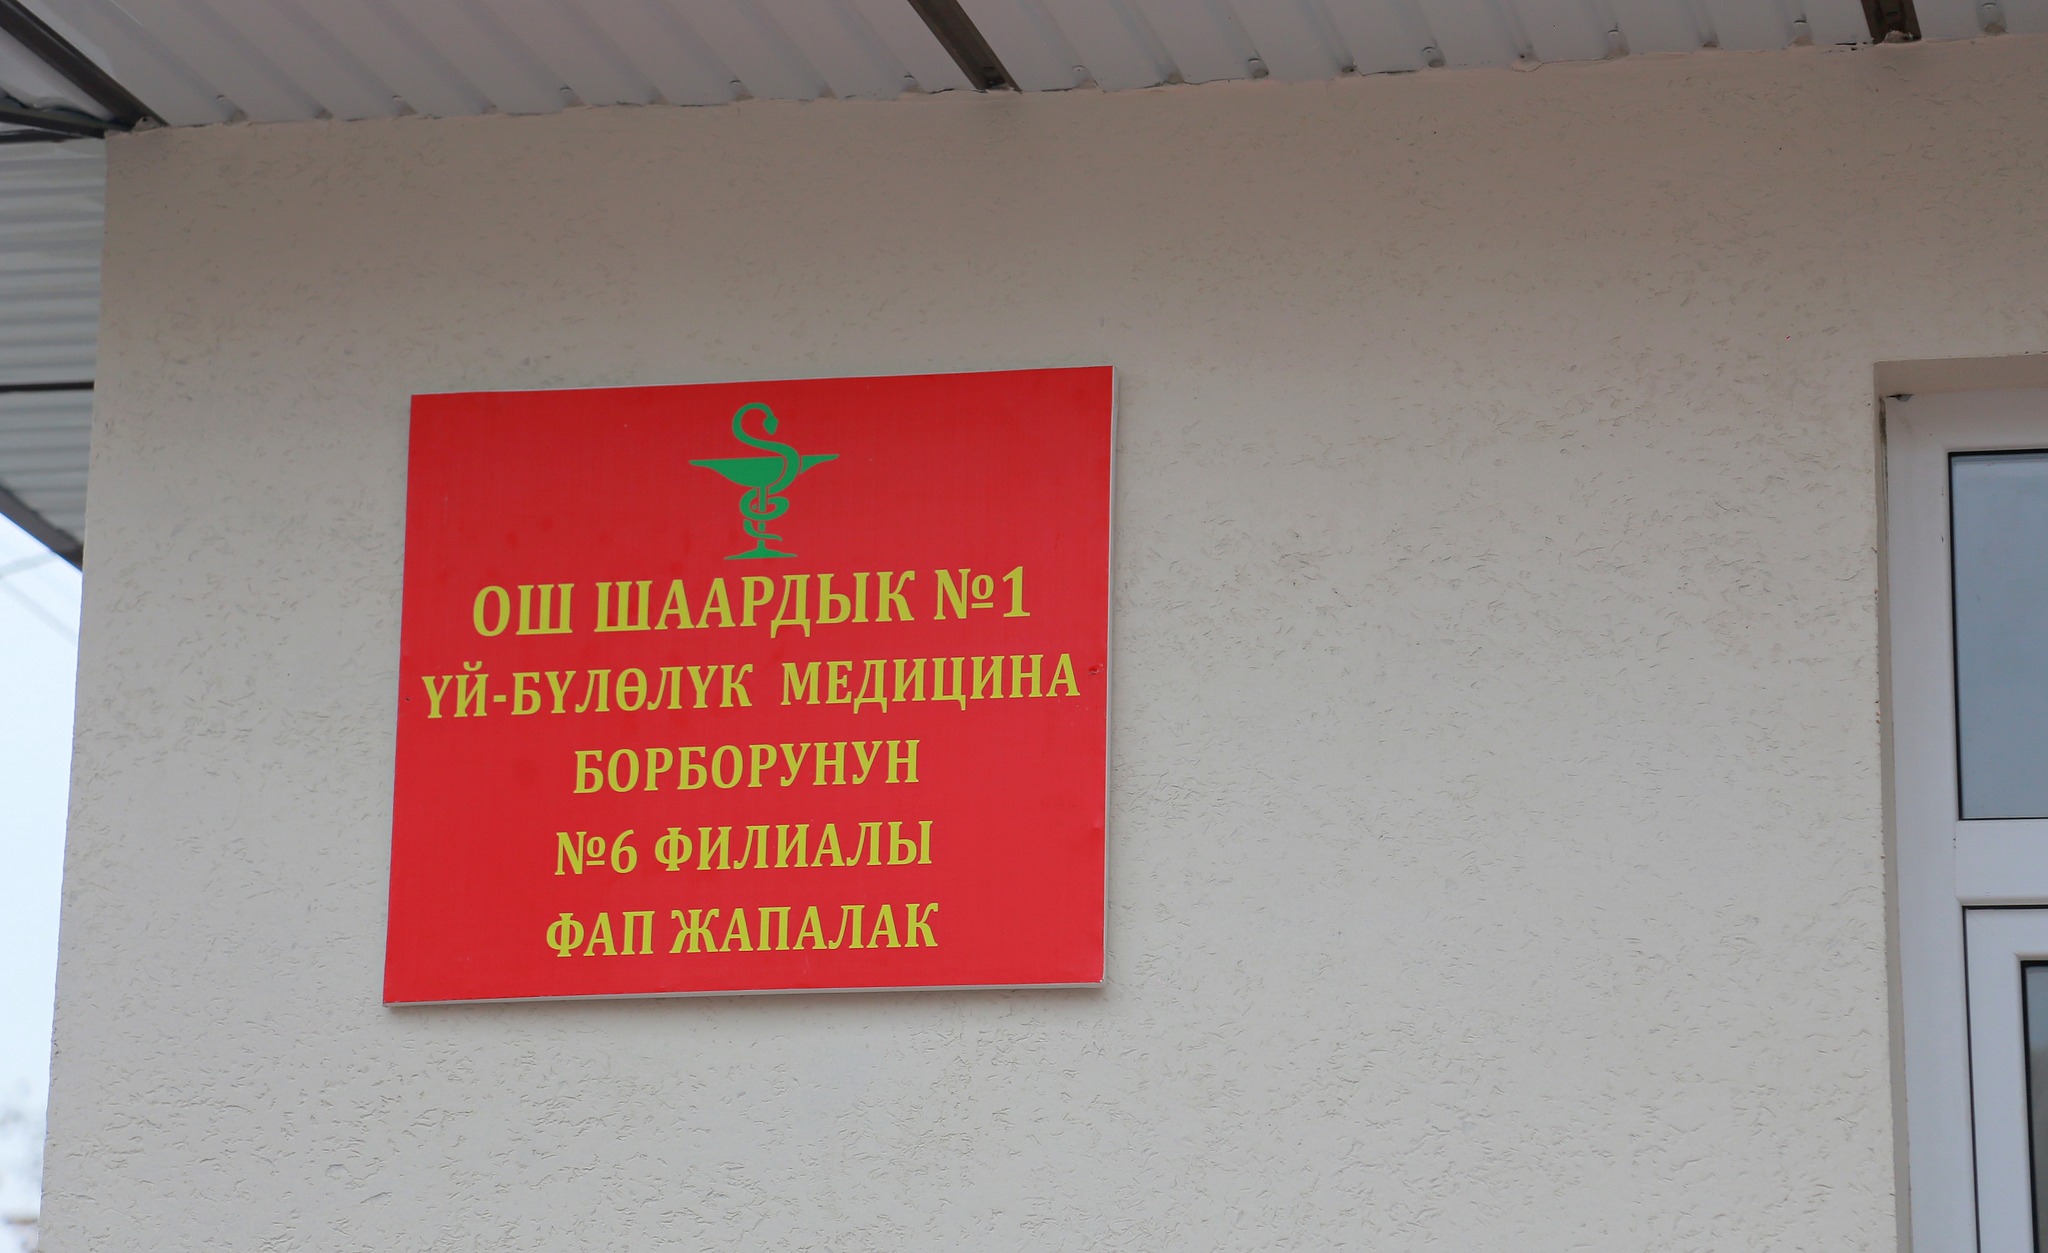 ОШ ШААРДЫК №1
ҮЙ-БҮЛӨЛҮК МЕДИЦИНА
БОРБОРУНУН
№6 ФИЛИАЛЫ
ФАП ЖАПАЛАК